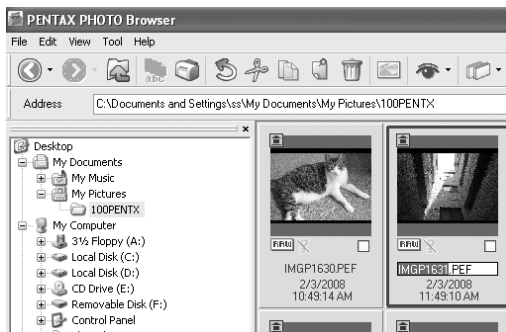 PENTAX PHOTO Browser
File Edit View Tool Help
abc
Address C:\Documents and Settings\ss\My Documents\My Pictures\100PENTX
x
Desktop
My Documents
My Music
My Pictures
100PENTX
My Computer
3½ Floppy (A:)
Local Disk (C:)
Local Disk (D:)
CD Drive (E:)
Removable Disk (F:)
Control Panel
RAW
IMGP1630.PEF
2/3/2008
10:49:14 AM
RAW
IMGP1631.PEF
2/3/2008
11:49:10 AM